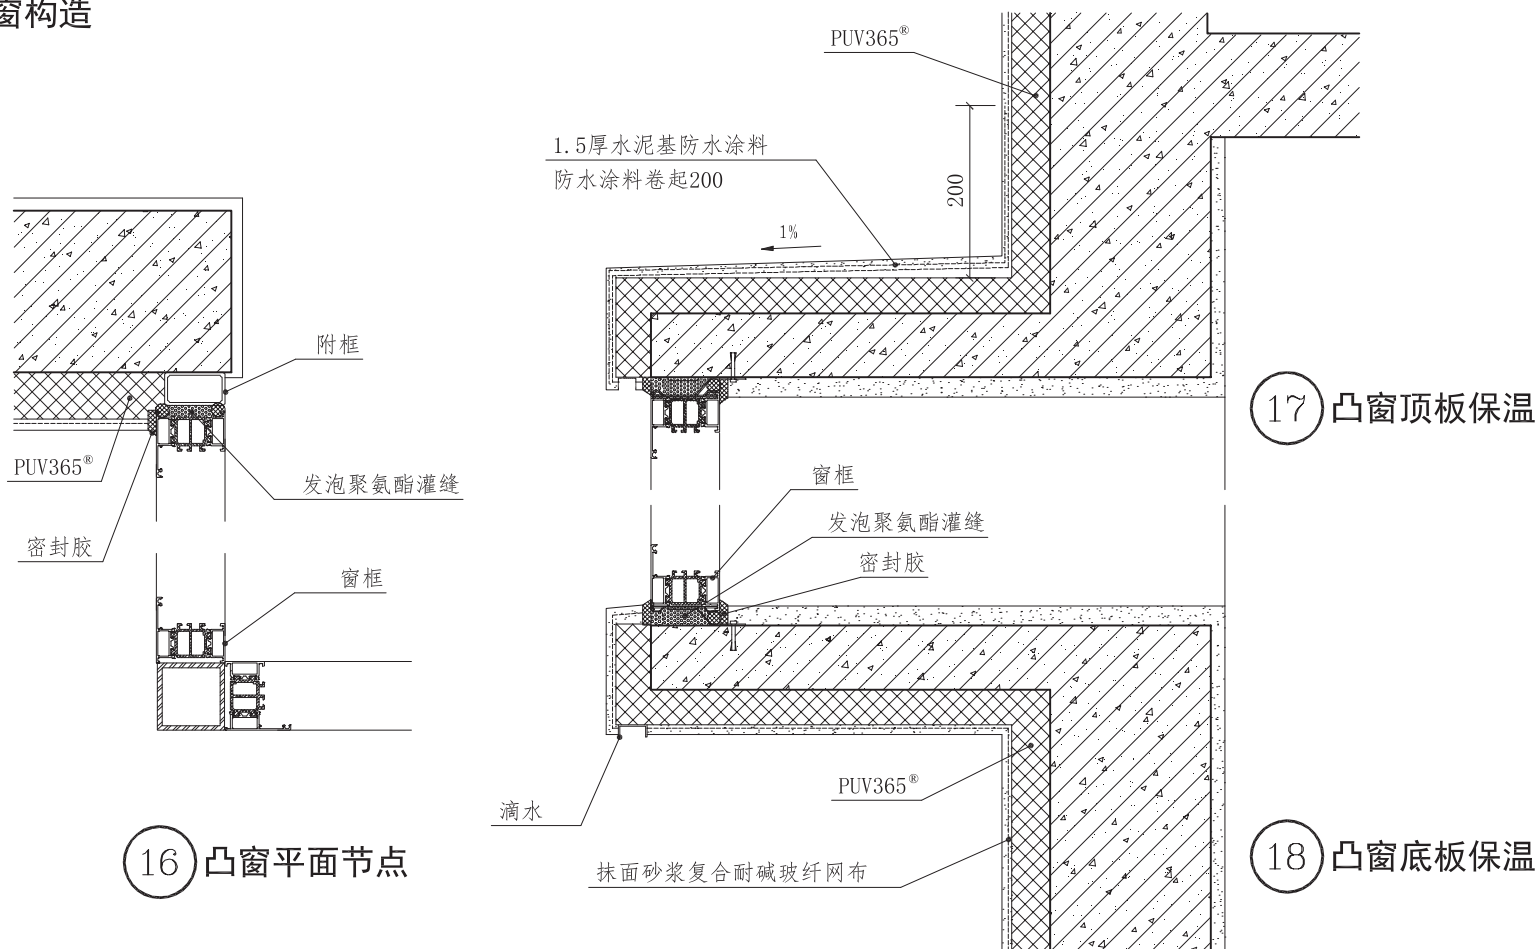 窗构造
PUV365®
1.5厚水泥基防水涂料
防水涂料卷起200
200
1%
附框
PUV365®
发泡聚氨酯灌缝
密封胶
窗框
16 凸窗平面节点
17 凸窗顶板保温
窗框
发泡聚氨酯灌缝
密封胶
PUV365®
滴水
抹面砂浆复合耐碱玻纤网布
18 凸窗底板保温